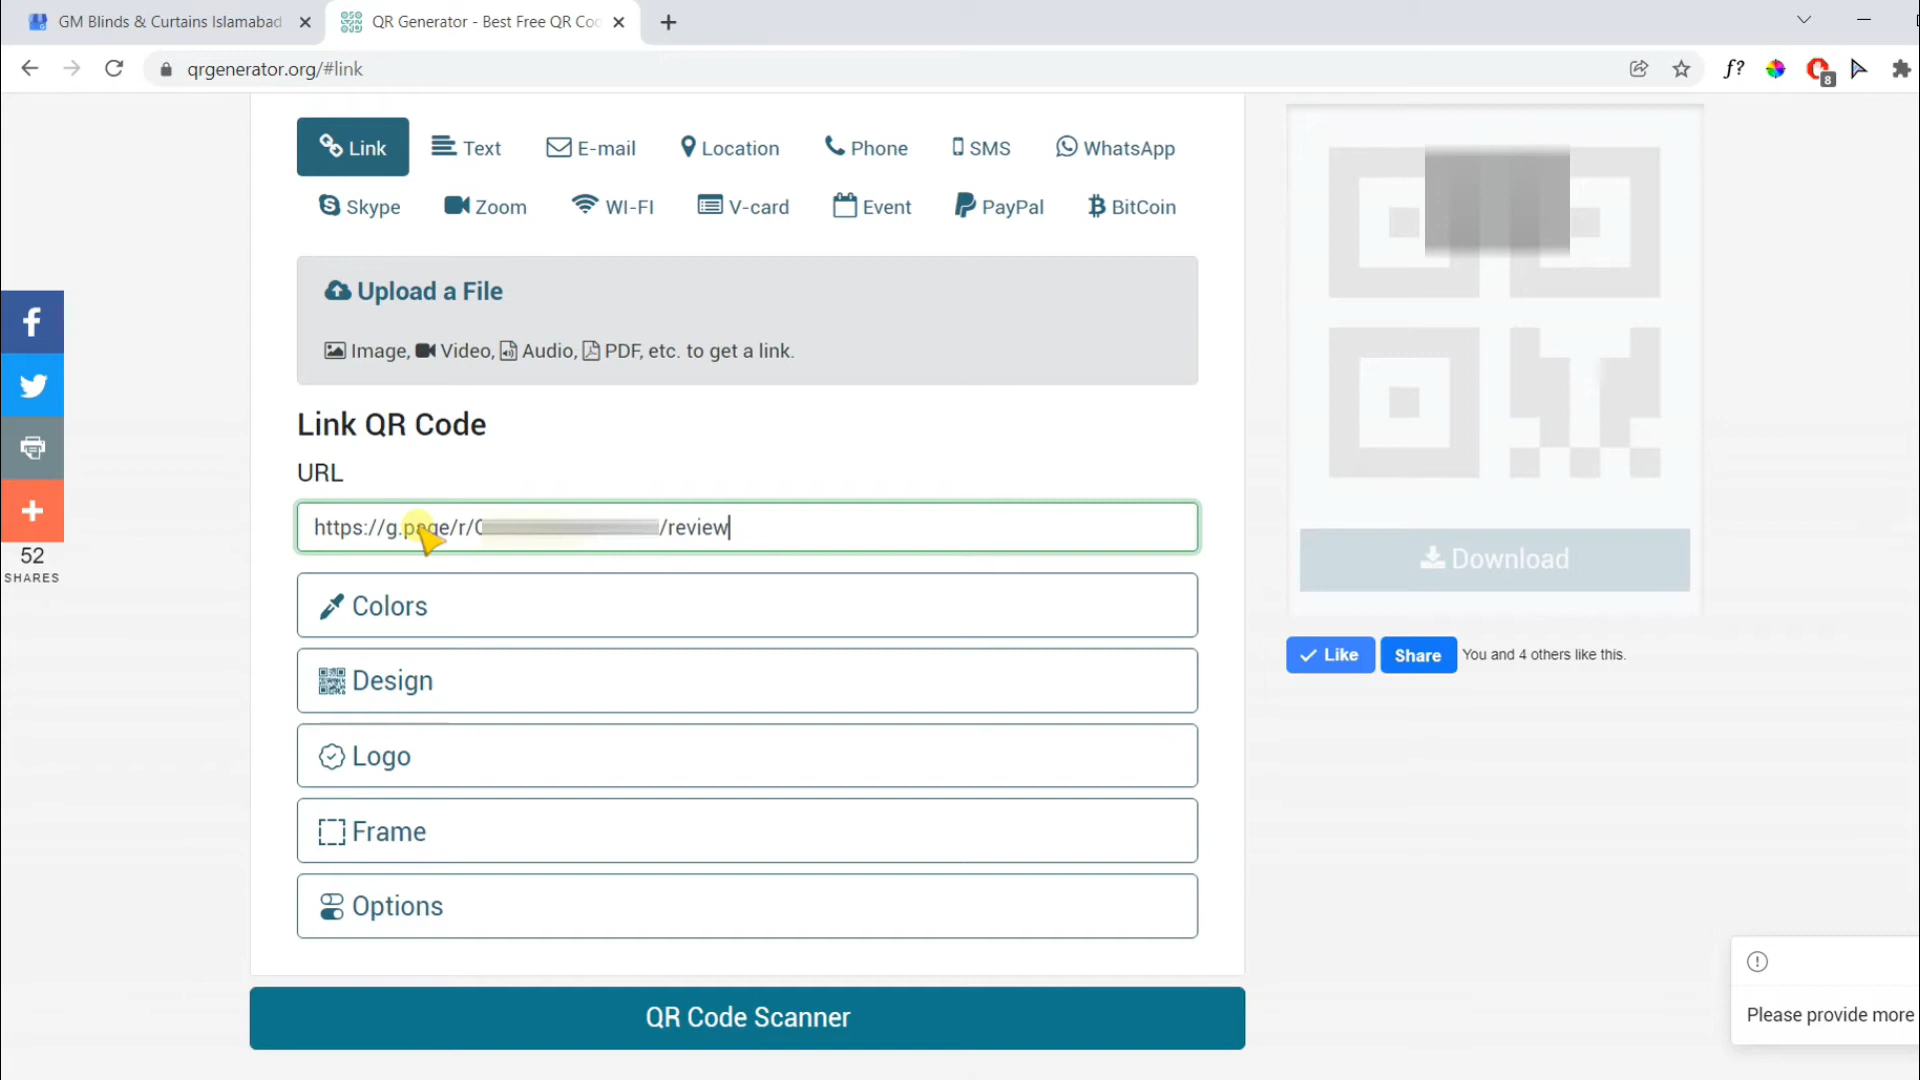 GM Blinds & Curtains Islamabad
QR Generator - Best Free QR Coc
qrgenerator.org/#link
f?
8
Link
Text
E-mail
Location
Phone
SMS
WhatsApp
Skype
Zoom
WI-FI
V-card
Event
PayPal
BitCoin
Upload a File
Image, Video, Audio, PDF, etc. to get a link.
Link QR Code
URL
https://g.page/r/C /review
Colors
Design
Logo
Frame
Options
QR Code Scanner
52
SHARES
Download
Like
Share
You and 4 others like this.
Please provide more